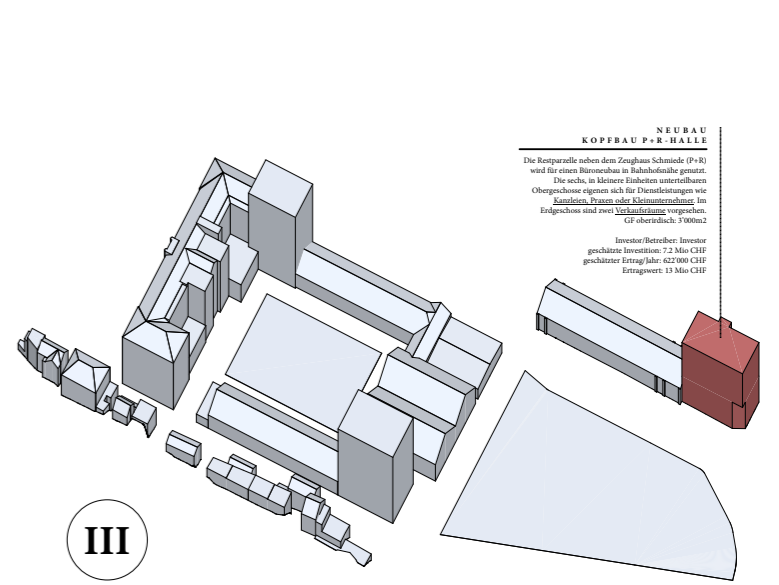 NEUBAU
KOPFBAU P+R-HALLE
Die Restparzelle neben dem Zeughaus Schmiede (P+R)
wird für einen Büroneubau in Bahnhofsnähe genutzt.
Die sechs, in kleinere Einheiten unterteilbaren
Obergeschosse eigenen sich für Dienstleistungen wie
Kanzleien, Praxen oder Kleinunternehmer. Im
Erdgeschoss sind zwei Verkaufsräume vorgesehen.
GF oberirdisch: 3'000m2
Investor/Betreiber: Investor
geschätzte Investition: 7.2 Mio CHF
geschätzter Ertrag/Jahr: 622'000 CHF
Ertragswert: 13 Mio CHF
III